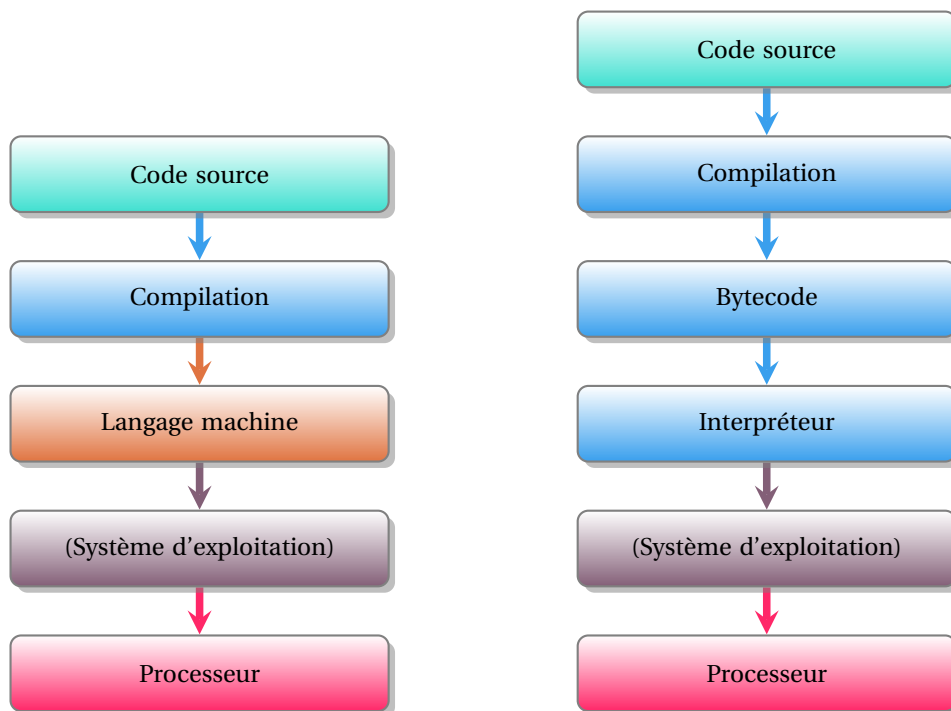 Code source
Compilation
Langage machine
(Système d'exploitation)
Processeur
Code source
Compilation
Bytecode
Interpréteur
(Système d'exploitation)
Processeur